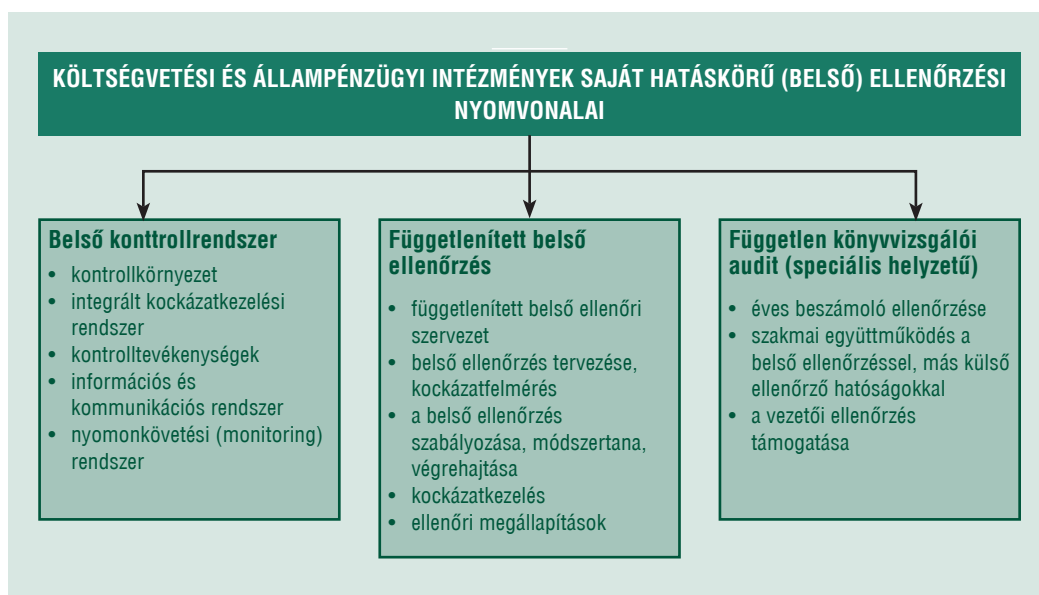 KÖLTSÉGVETÉSI ÉS ÁLLAMPÉNZÜGYI INTÉZMÉNYEK SAJÁT HATÁSKÖRŰ (BELSŐ) ELLENŐRZÉSI
NYOMVONALAI
Belső konttrollrendszer
• kontrollkörnyezet
• integrált kockázatkezelési
rendszer
• kontrolltevékenységek
• információs és
kommunikációs rendszer
• nyomonkövetési (monitoring)
rendszer
Függetlenített belső
ellenőrzés
• függetlenített belső ellenőri
szervezet
• belső ellenőrzés tervezése,
kockázatfelmérés
• a belső ellenőrzés
szabályozása, módszertana,
végrehajtása
• kockázatkezelés
• ellenőri megállapítások
Független könyvvizsgálói
audit (speciális helyzetű)
• éves beszámoló ellenőrzése
• szakmai együttműködés a
belső ellenőrzéssel, más külső
ellenőrző hatóságokkal
• a vezetői ellenőrzés
támogatása